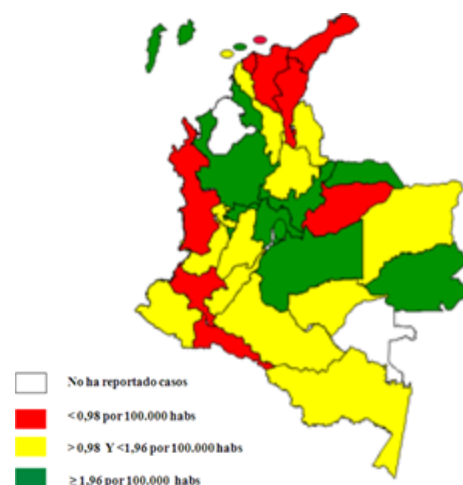 No ha reportado casos
< 0,98 por 100.000 habs
> 0,98 Y <1,96 por 100.000 habs
≥ 1,96 por 100.000 habs